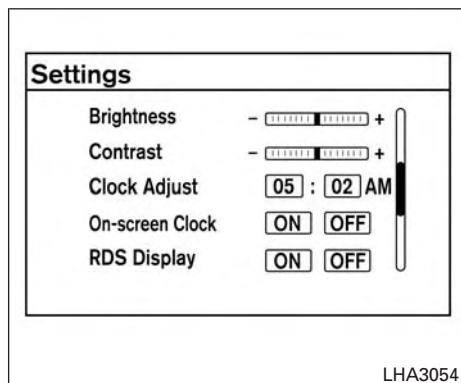 Settings
Brightness - +
Contrast - +
Clock Adjust 05 : 02 AM
On-screen Clock ON OFF
RDS Display ON OFF
LHA3054